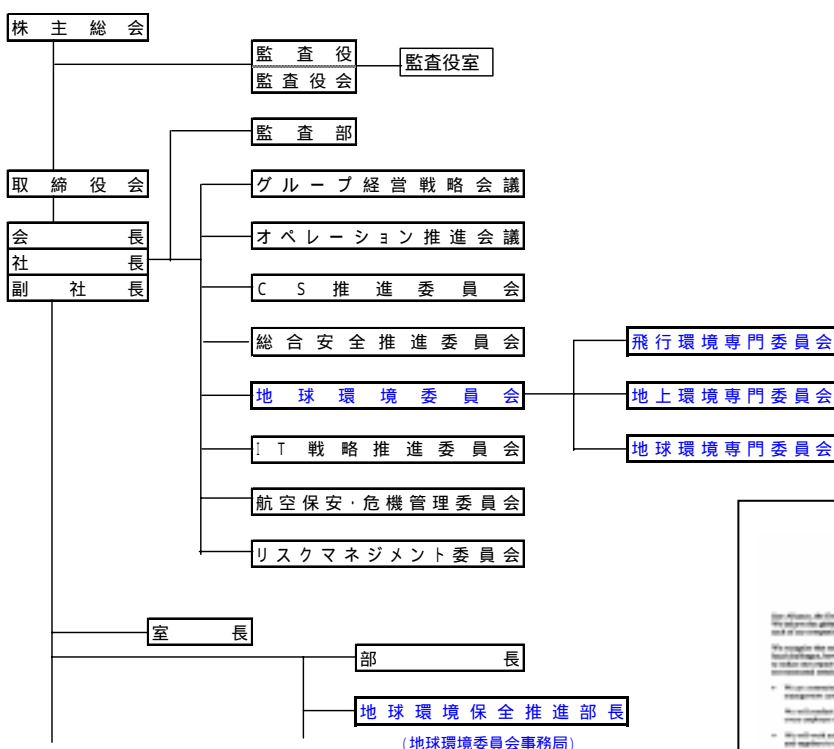 株主総会
監査役
監査役会
監査役室
監査部
取締役会
グループ経営戦略会議
会長
社長
副社長
オペレーション推進会議
CS推進委員会
総合安全推進委員会
飛行環境専門委員会
地球環境委員会
地上環境専門委員会
IT戦略推進委員会
地球環境専門委員会
航空保安・危機管理委員会
リスクマネジメント委員会
室長
部長
地球環境保全推進部長
(地球環境委員会事務局)